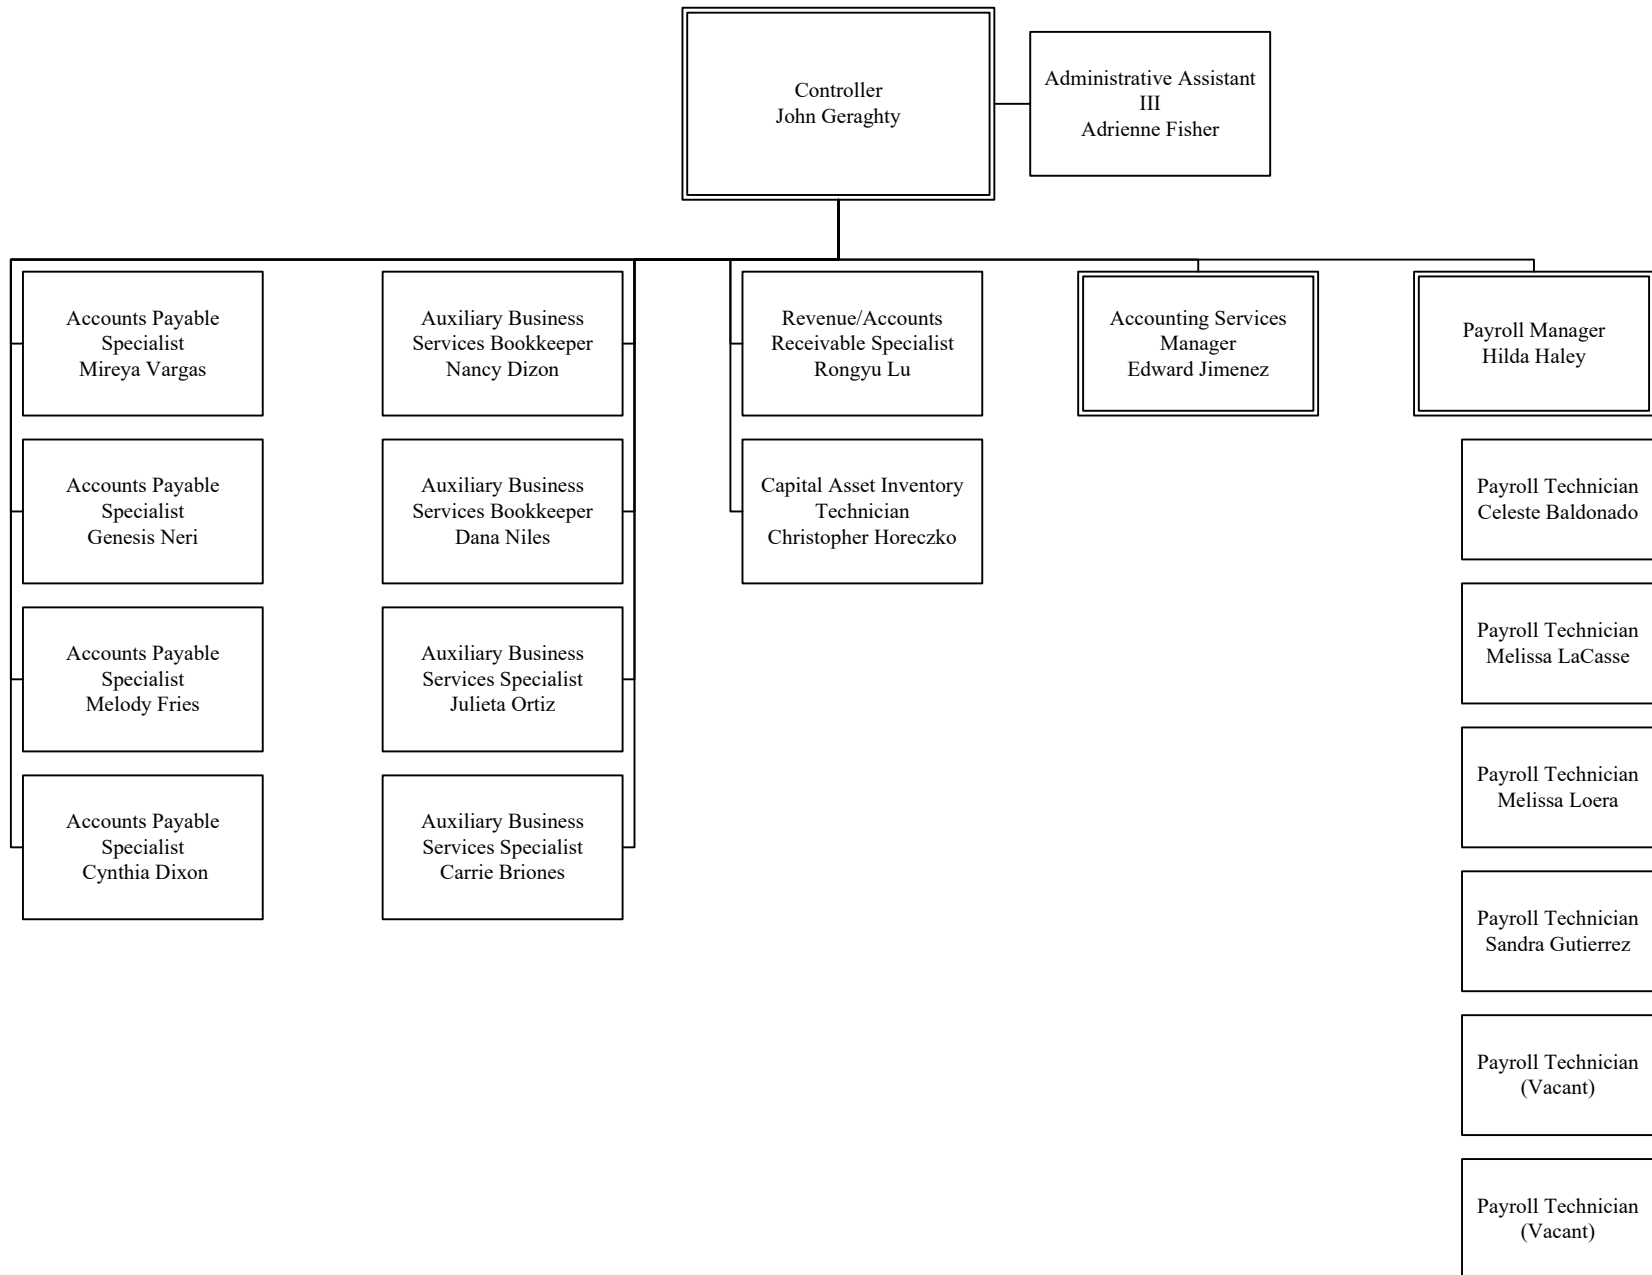 Controller
John Geraghty
Administrative Assistant
III
Adrienne Fisher
Accounts Payable
Specialist
Mireya Vargas
Auxiliary Business
Services Bookkeeper
Nancy Dizon
Revenue/Accounts
Receivable Specialist
Rongyu Lu
Accounting Services
Manager
Edward Jimenez
Payroll Manager
Hilda Haley
Accounts Payable
Specialist
Genesis Neri
Auxiliary Business
Services Bookkeeper
Dana Niles
Capital Asset Inventory
Technician
Christopher Horeczko
Payroll Technician
Celeste Baldonado
Accounts Payable
Specialist
Melody Fries
Auxiliary Business
Services Specialist
Julieta Ortiz
Payroll Technician
Melissa LaCasse
Payroll Technician
Melissa Loera
Accounts Payable
Specialist
Cynthia Dixon
Auxiliary Business
Services Specialist
Carrie Briones
Payroll Technician
Sandra Gutierrez
Payroll Technician
(Vacant)
Payroll Technician
(Vacant)